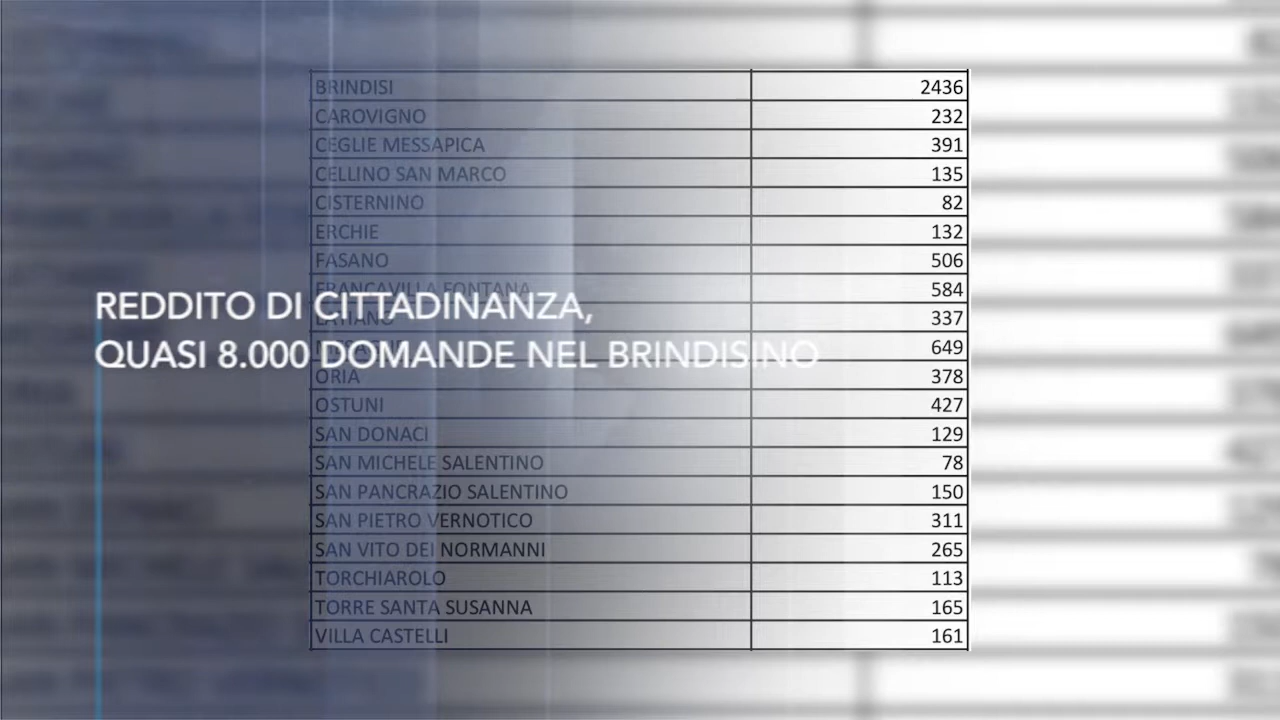 BRINDISI 2436
CAROVIGNO 232
CEGLIE MESSAPICA 391
CELLINO SAN MARCO 135
CISTERNINO 82
ERCHIE 132
FASANO 506
FRANCAVILLA FONTANA 584
LATIANO 337
649
ORIA 378
OSTUNI 427
SAN DONACI 129
SAN MICHELE SALENTINO 78
SAN PANCRAZIO SALENTINO 150
SAN PIETRO VERNOTICO 311
SAN VITO DEI NORMANNI 265
TORCHIAROLO 113
TORRE SANTA SUSANNA 165
VILLA CASTELLI 161
REDDITO DI CITTADINANZA,
QUASI 8.000 DOMANDE NEL BRINDISINO